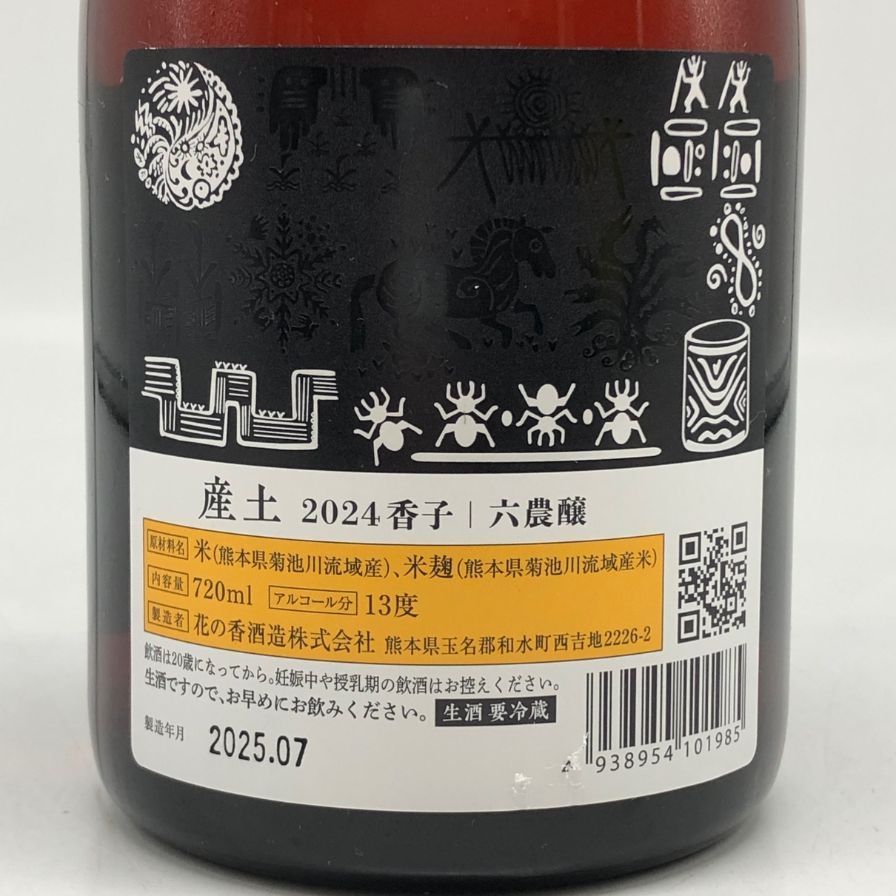 産土 2024香子｜六農醸
原材料名 米(熊本県菊池川流域産)、米麹(熊本県菊池川流域産米)
内容量 720ml アルコール分 13度
製造者 花の香酒造株式会社 熊本県玉名郡和水町西吉地2226-2
飲酒は20歳になってから。妊娠中や授乳期の飲酒はお控えください。
生酒ですので、お早めにお飲みください。 生酒 要冷蔵
製造年月 2025.07
938954 101985